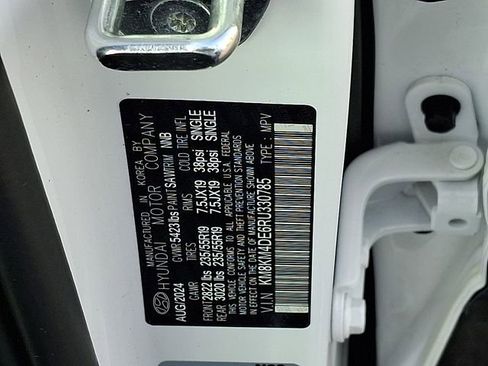 MANUFACTURED IN KOREA BY
HYUNDAI MOTOR COMPANY
AUG/2024 GVWR 5423 lbs PAINT SAW TRIM NNB
GAWR TIRES RIMS COLD TIRE INFL
FRONT 2822 lbs 235/55R19 7.5JX19 38psi SINGLE
REAR 3020 lbs 235/55R19 7.5JX19 38psi SINGLE
THIS VEHICLE CONFORMS TO ALL APPLICABLE U.S.A. FEDERAL
MOTOR VEHICLE SAFETY AND THEFT PREVENTION STANDARDS
IN EFFECT ON THE DATE OF MANUFACTURE SHOWN ABOVE.
V.I.N KM8KM4DE6RU330785 TYPE : MPV